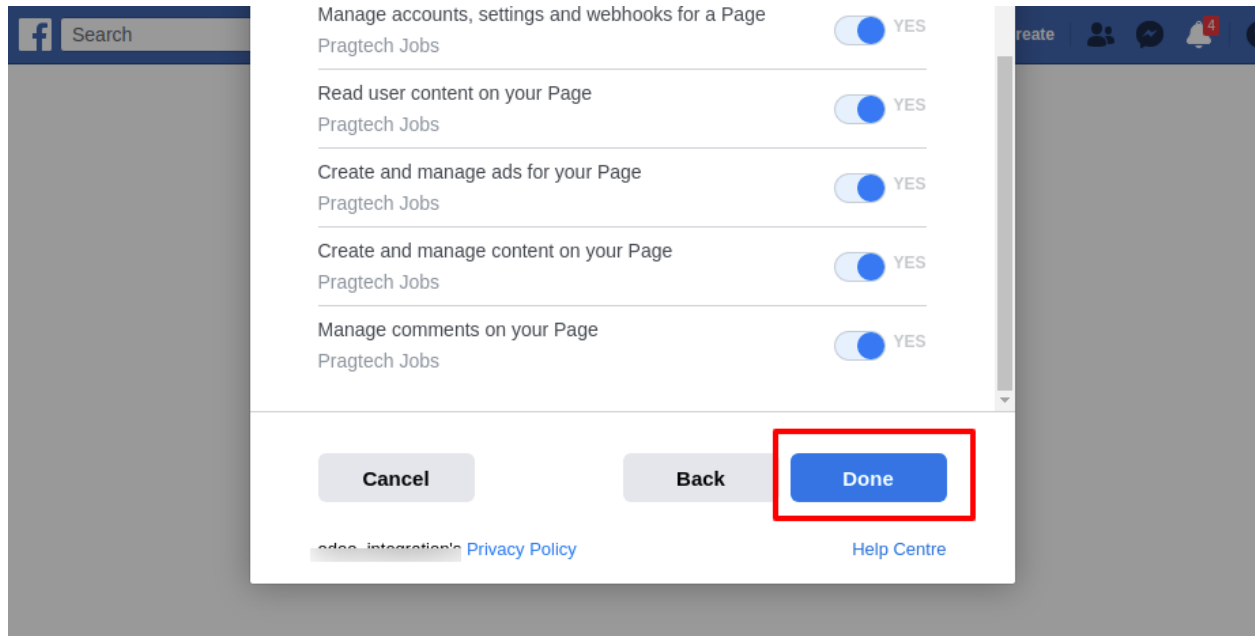 f Search
Manage accounts, settings and webhooks for a Page
YES
Pragtech Jobs
reate
4
Read user content on your Page
YES
Pragtech Jobs
Create and manage ads for your Page
YES
Pragtech Jobs
Create and manage content on your Page
YES
Pragtech Jobs
Manage comments on your Page
YES
Pragtech Jobs
Cancel Back Done
odoo_integration's Privacy Policy Help Centre